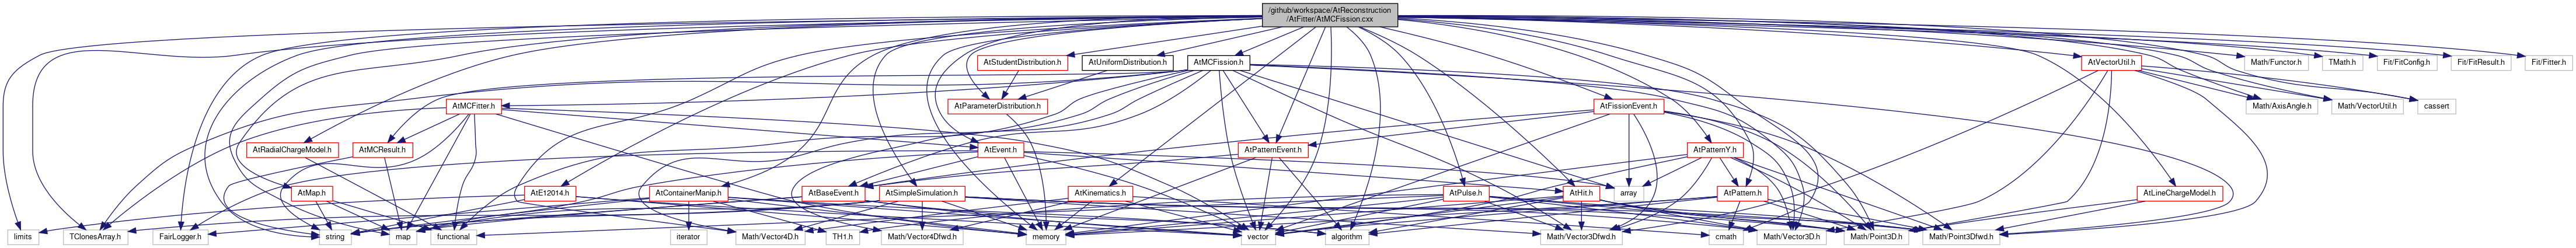 /github/workspace/AtReconstruction
/AtFitter/AtMCFission.cxx
AtStudentDistribution.h
AtUniformDistribution.h
AtMCFission.h
AtVectorUtil.h
Math/Functor.h
TMath.h
Fit/FitConfig.h
Fit/FitResult.h
Fit/Fitter.h
AtMCFitter.h
AtParameterDistribution.h
AtFissionEvent.h
Math/AxisAngle.h
Math/VectorUtil.h
cassert
AtRadialChargeModel.h
AtMCResult.h
AtEvent.h
AtPatternEvent.h
AtPatternY.h
AtMap.h
AtE12014.h
AtContainerManip.h
AtBaseEvent.h
AtSimpleSimulation.h
AtKinematics.h
AtPulse.h
AtHit.h
array
AtPattern.h
AtLineChargeModel.h
limits
TClonesArray.h
FairLogger.h
string
map
functional
iterator
Math/Vector4D.h
TH1.h
Math/Vector4Dfwd.h
memory
vector
algorithm
Math/Vector3Dfwd.h
cmath
Math/Vector3D.h
Math/Point3D.h
Math/Point3Dfwd.h